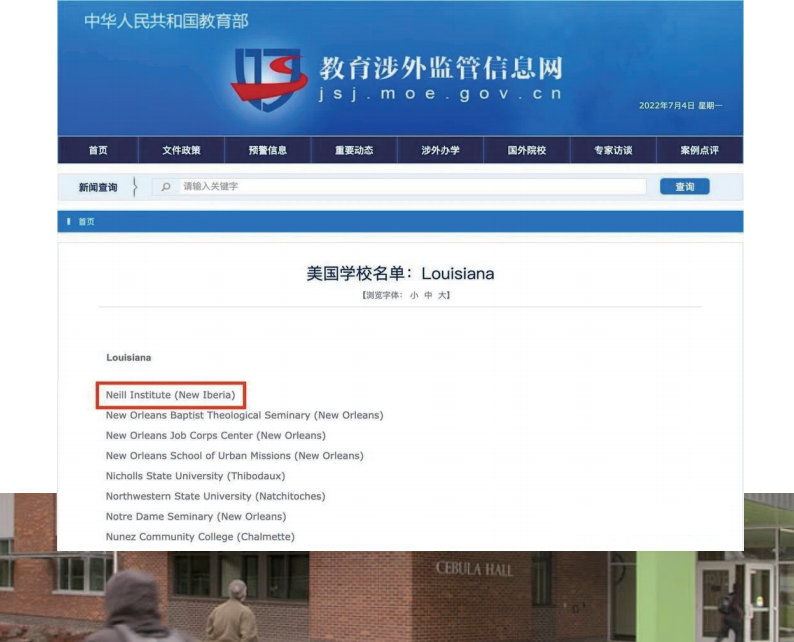 中华人民共和国教育部
教育涉外监管信息网
jsj.moe.gov.cn
2022年7月4日 星期一
首页 文件政策 预警信息 重要动态 涉外办学 国外院校 专家访谈 案例点评
新闻查询 请输入关键字 查询
首页
美国学校名单：Louisiana
【浏览字体： 小 中 大】
Louisiana
Neill Institute (New Iberia)
New Orleans Baptist Theological Seminary (New Orleans)
New Orleans Job Corps Center (New Orleans)
New Orleans School of Urban Missions (New Orleans)
Nicholls State University (Thibodaux)
Northwestern State University (Natchitoches)
Notre Dame Seminary (New Orleans)
Nunez Community College (Chalmette)
CEBULA HALL